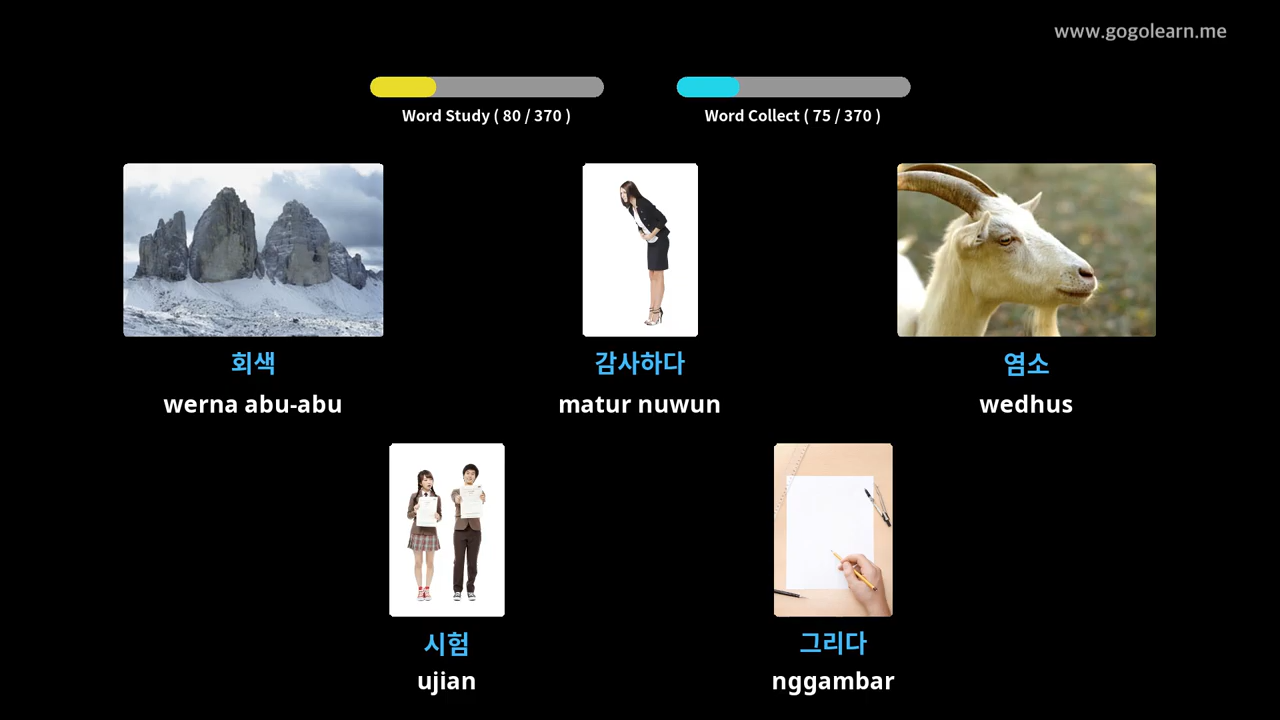 www.gogolearn.me
Word Study ( 80 / 370 )
Word Collect ( 75 / 370 )
회색
감사하다
염소
werna abu-abu
matur nuwun
wedhus
시험
그리다
ujian
nggambar